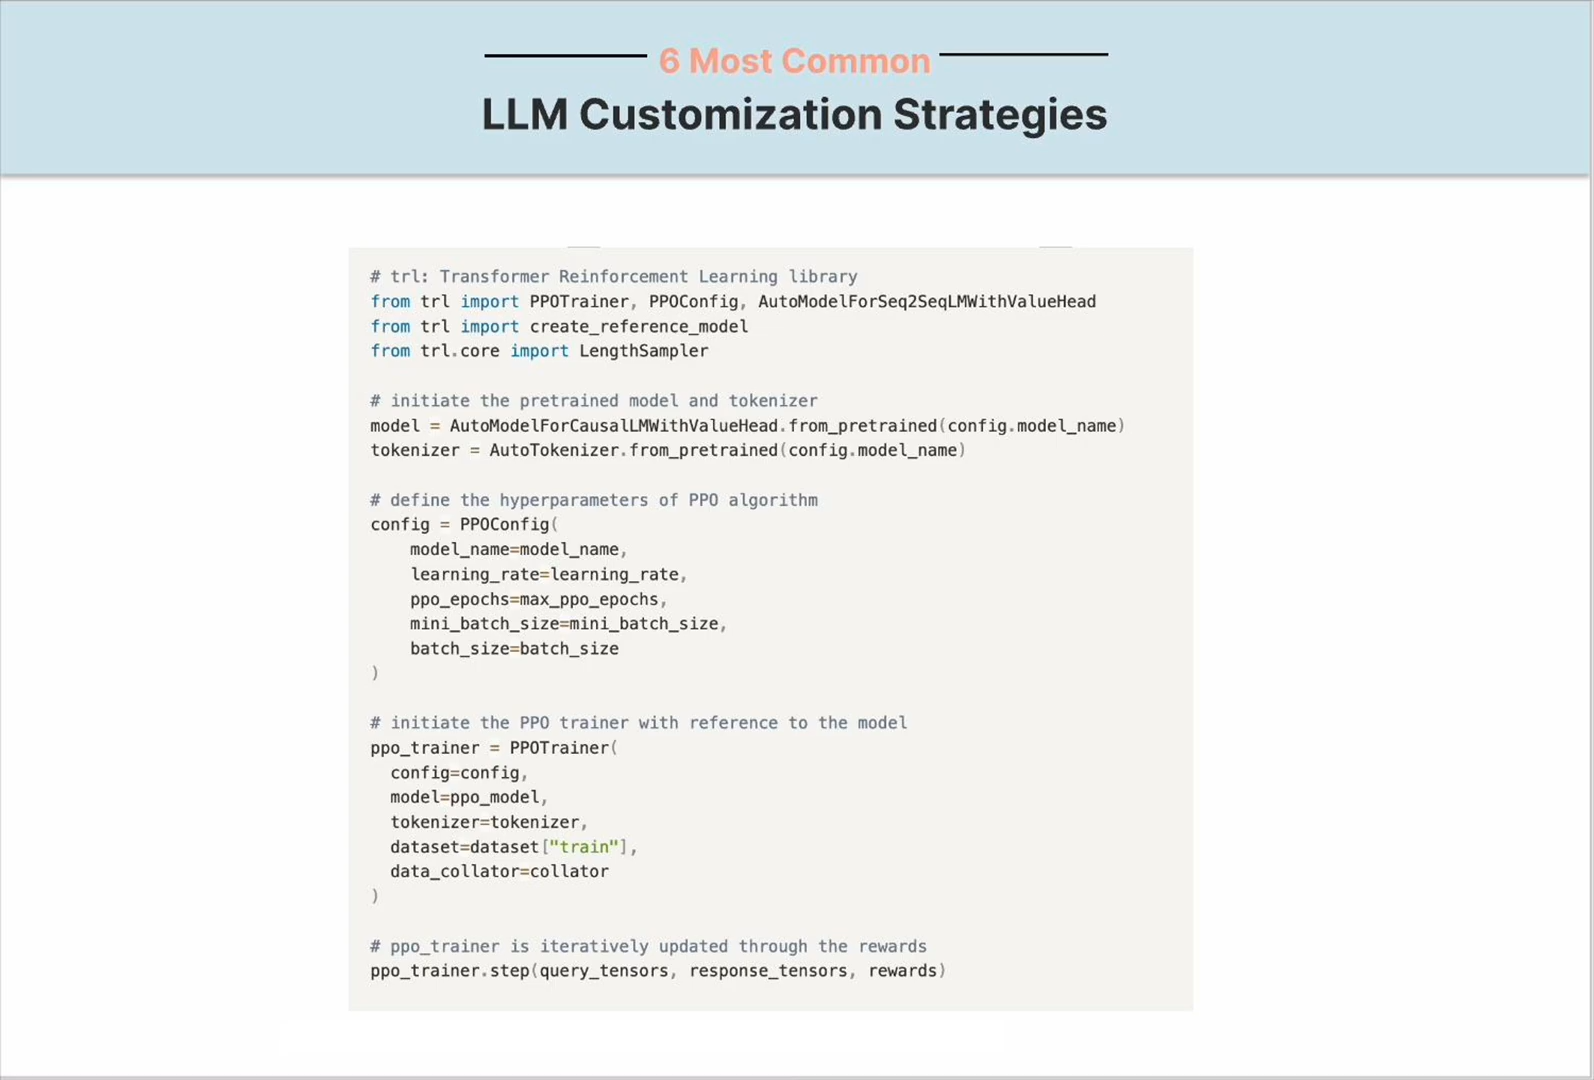 6 Most Common
LLM Customization Strategies
# trl: Transformer Reinforcement Learning library
from trl import PPOTrainer, PPOConfig, AutoModelForSeq2SeqLMWithValueHead
from trl import create_reference_model
from trl.core import LengthSampler
# initiate the pretrained model and tokenizer
model = AutoModelForCausalLMWithValueHead.from_pretrained(config.model_name)
tokenizer = AutoTokenizer.from_pretrained(config.model_name)
# define the hyperparameters of PPO algorithm
config = PPOConfig(
    model_name=model_name,
    learning_rate=learning_rate,
    ppo_epochs=max_ppo_epochs,
    mini_batch_size=mini_batch_size,
    batch_size=batch_size
)
# initiate the PPO trainer with reference to the model
ppo_trainer = PPOTrainer(
  config=config,
  model=ppo_model,
  tokenizer=tokenizer,
  dataset=dataset["train"],
  data_collator=collator
)
# ppo_trainer is iteratively updated through the rewards
ppo_trainer.step(query_tensors, response_tensors, rewards)